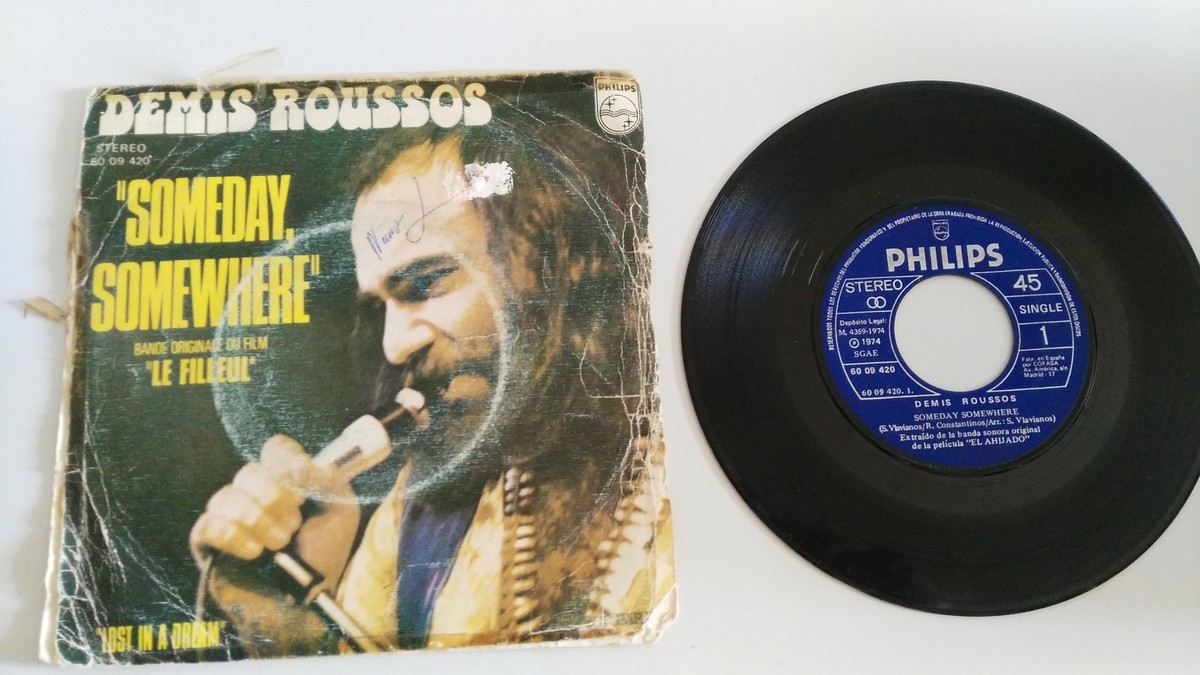 DEMIS ROUSSOS
PHILIPS
STEREO
60 09 420
"SOMEDAY,
SOMEWHERE"
BANDE ORIGINALE DU FILM
"LE FILLEUL"
"LOST IN A DREAM"
PHILIPS
STEREO
45
SINGLE
1
Depósito Legal:
M. 4359-1974
℗ 1974
SGAE
60 09 420
60 09 420. 1.
Fabr. en España
por COFASA
Av. América, s/n
Madrid - 17
DEMIS ROUSSOS
SOMEDAY SOMEWHERE
(S. Vlavianos/R. Constantinos/Arr.: S. Vlavianos)
Extraído de la banda sonora original
de la película "EL AHIJADO"